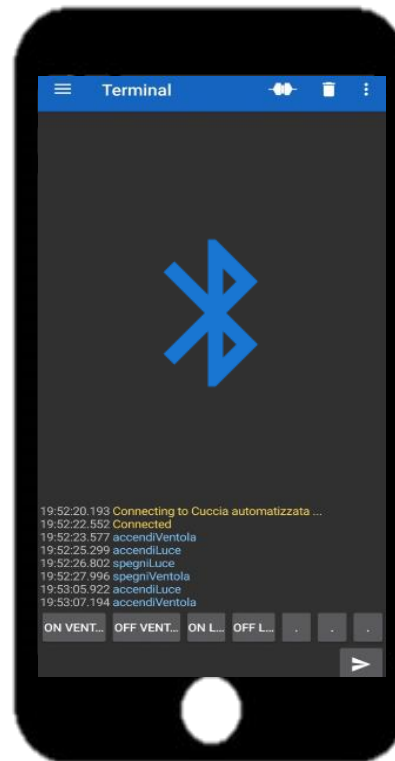 Terminal
19:52:20.193 Connecting to Cuccia automatizzata ...
19:52:22.552 Connected
19:52:23.577 accendiVentola
19:52:25.299 accendiLuce
19:52:26.802 spegniLuce
19:52:27.996 spegniVentola
19:53:05.922 accendiLuce
19:53:07.194 accendiVentola
ON VENT... OFF VENT... ON L... OFF L... . . .